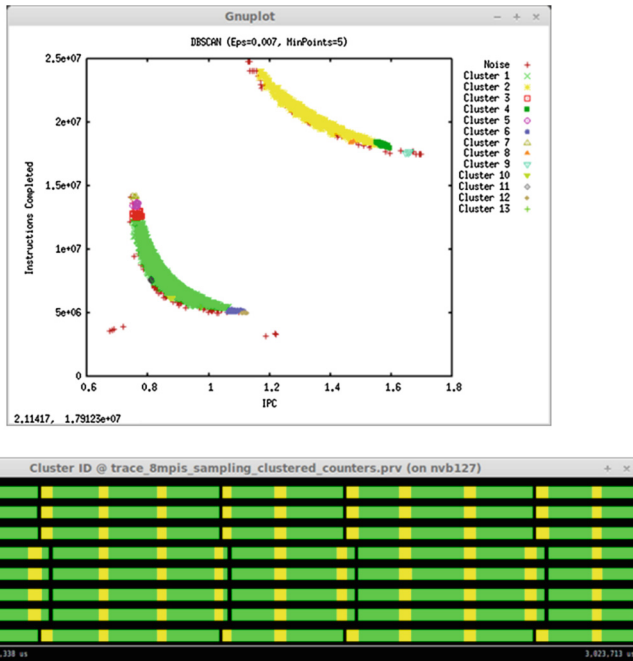 Gnuplot
DBSCAN (Eps=0.007, MinPoints=5)
2.5e+07
2e+07
1.5e+07
1e+07
5e+06
0
Instructions Completed
0.6 0.8 1 1.2 1.4 1.6 1.8
IPC
Noise
Cluster 1
Cluster 2
Cluster 3
Cluster 4
Cluster 5
Cluster 6
Cluster 7
Cluster 8
Cluster 9
Cluster 10
Cluster 11
Cluster 12
Cluster 13
2.11417, 1.79123e+07
Cluster ID @ trace_8mpis_sampling_clustered_counters.prv (on nvb127)
.338 us 3,023,713 us